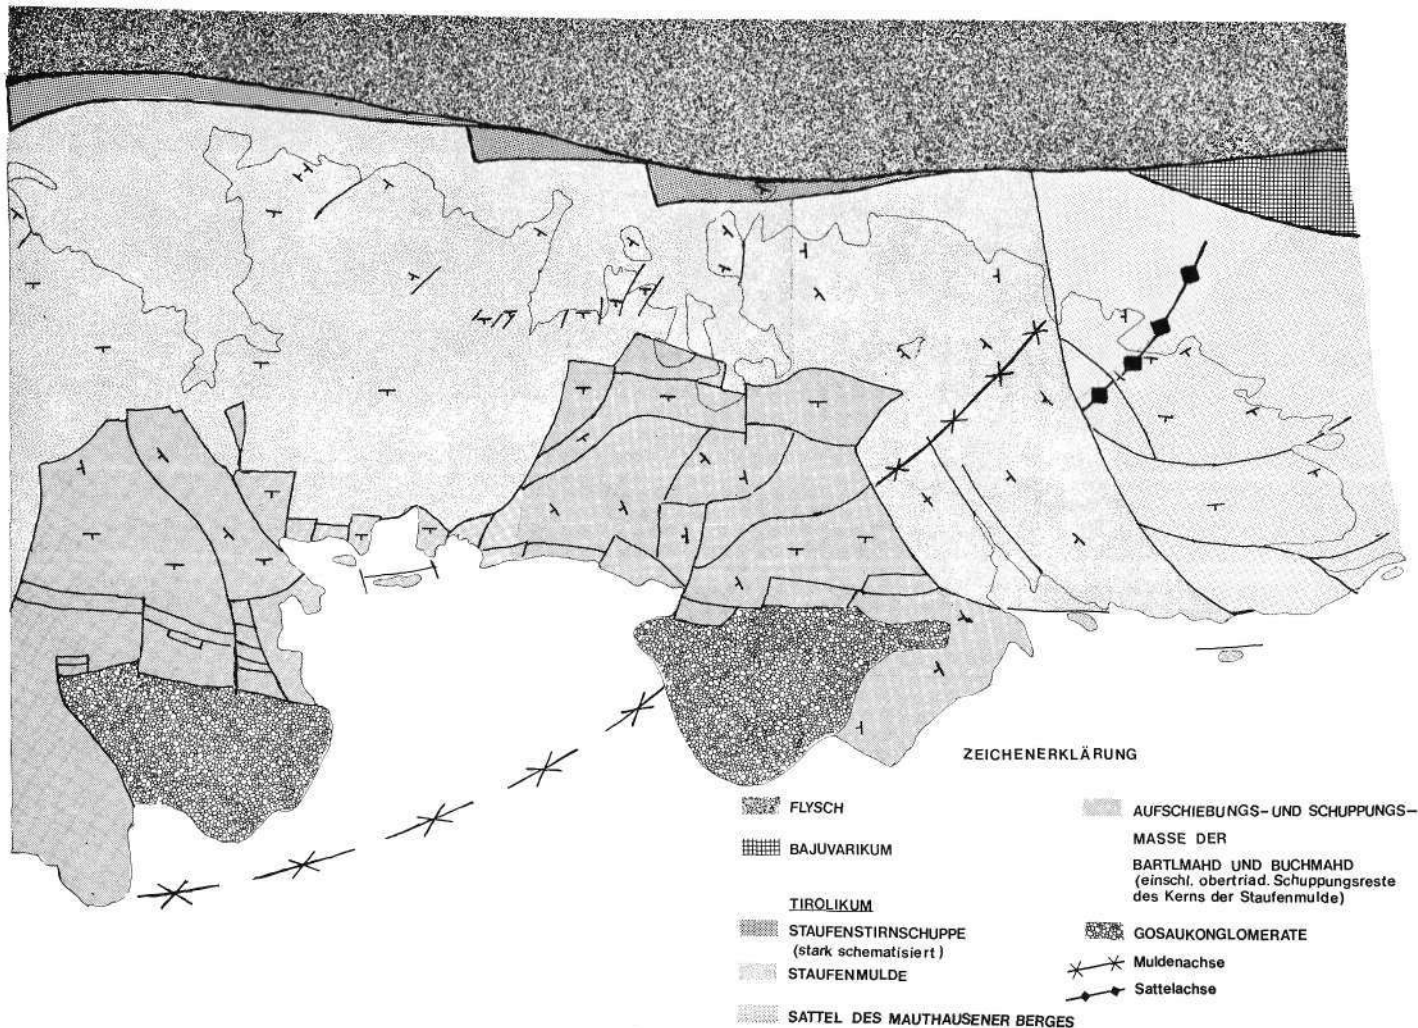 ZEICHENERKLÄRUNG
FLYSCH
BAJUVARIKUM
TIROLIKUM
STAUFENSTIRNSCHUPPE
(stark schematisiert)
STAUFENMULDE
SATTEL DES MAUTHAUSENER BERGES
AUFSCHIEBUNGS- UND SCHUPPUNGS-
MASSE DER
BARTLMAHD UND BUCHMAHD
(einschl. obertriad. Schuppungsreste
des Kerns der Staufenmulde)
GOSAUKONGLOMERATE
Muldenachse
Sattelachse